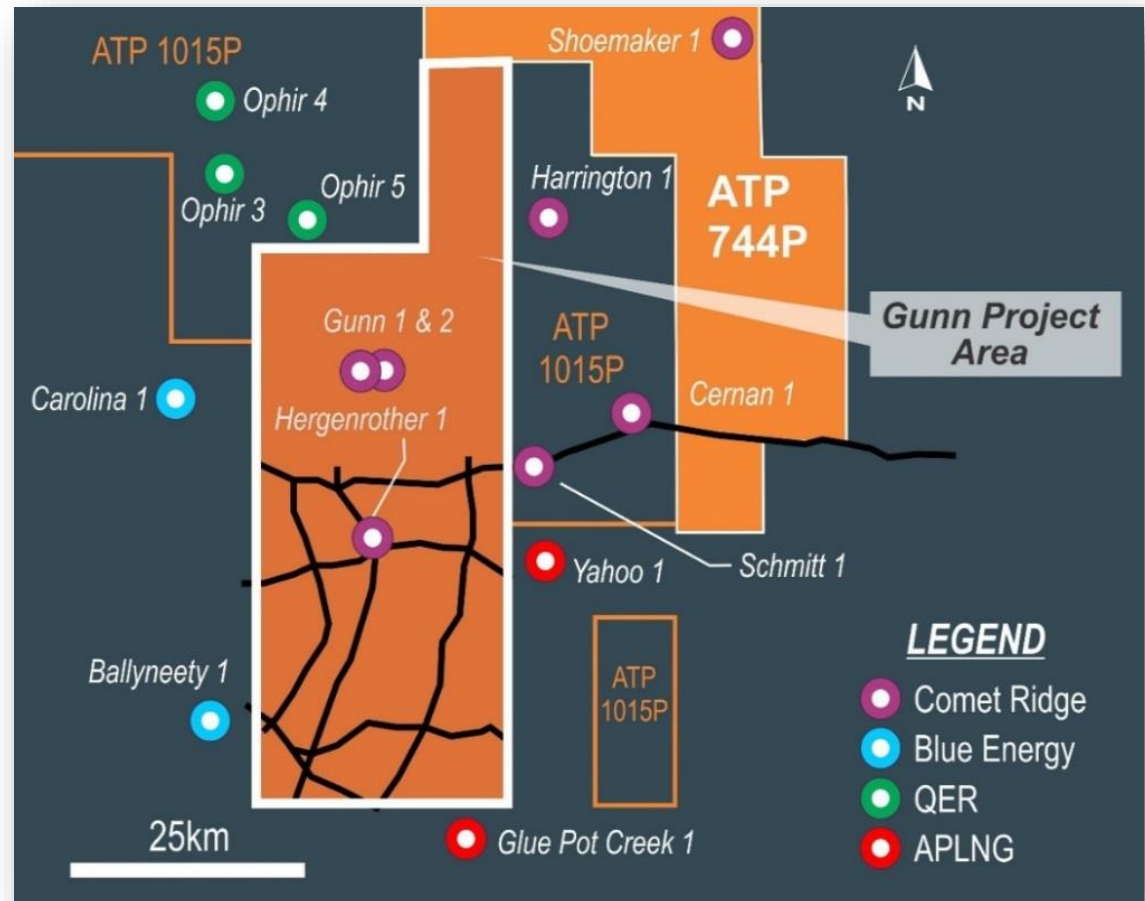 ATP 1015P
Shoemaker 1
Ophir 4
N
Ophir 3
Ophir 5
Harrington 1
ATP
744P
Gunn Project
Area
Gunn 1 & 2
ATP
1015P
Carolina 1
Hergenrother 1
Cernan 1
Yahoo 1
Schmitt 1
Ballyneety 1
ATP
1015P
LEGEND
Comet Ridge
Blue Energy
QER
APLNG
25km
Glue Pot Creek 1